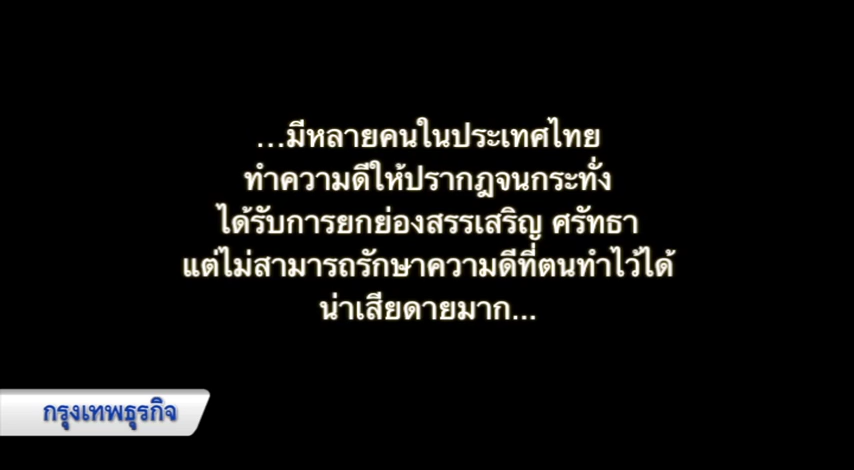 ...มีหลายคนในประเทศไทย
ทำความดีให้ปรากฎจนกระทั่ง
ได้รับการยกย่องสรรเสริญ ศรัทธา
แต่ไม่สามารถรักษาความดีที่ตนทำไว้ได้
น่าเสียดายมาก...
กรุงเทพธุรกิจ